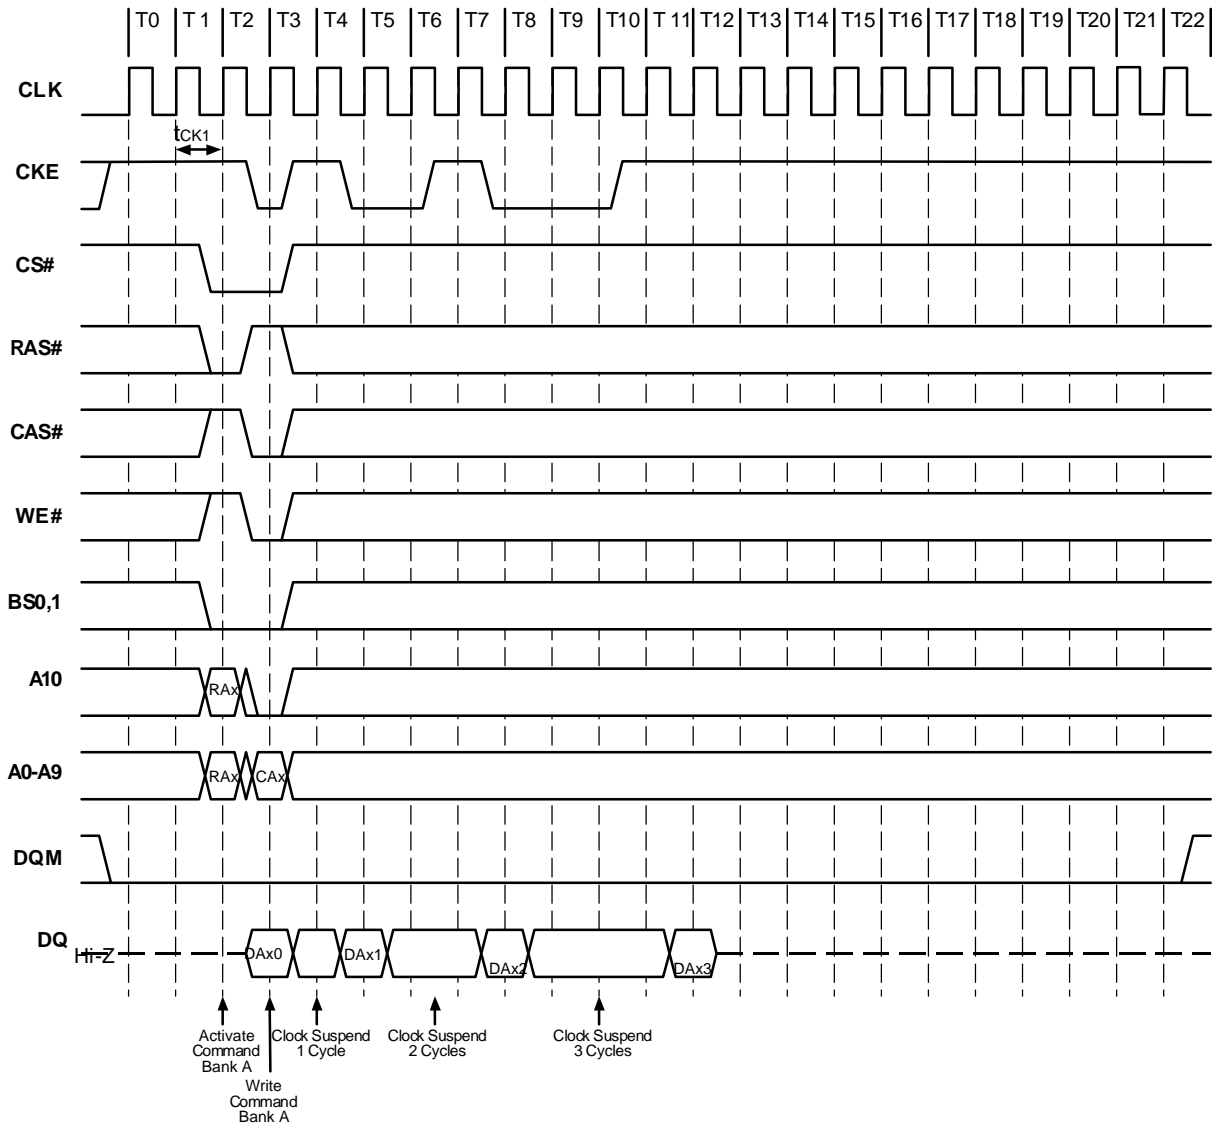 T0 T 1 T2 T3 T4 T5 T6 T7 T8 T9 T10 T 11 T12 T13 T14 T15 T16 T17 T18 T19 T20 T21 T22
CLK
tCK1
CKE
CS#
RAS#
CAS#
WE#
BS0,1
A10
RAx
A0-A9
RAx CAx
DQM
DQ
Hi-Z
DAx0 DAx1 DAx2 DAx3
Activate
Command
Bank A
Write
Command
Bank A
Clock Suspend
1 Cycle
Clock Suspend
2 Cycles
Clock Suspend
3 Cycles